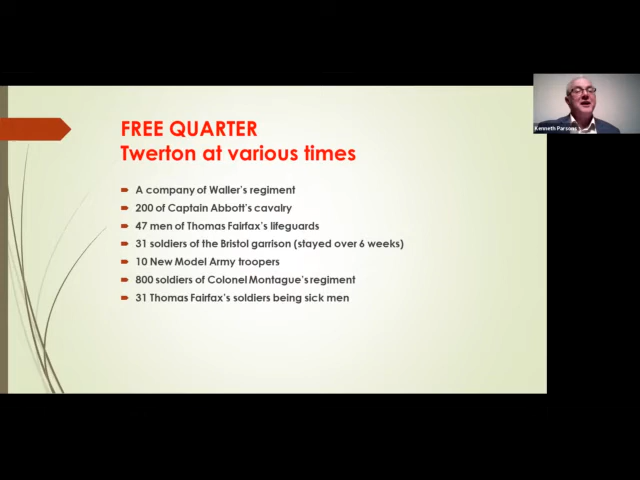 FREE QUARTER
Twerton at various times
A company of Waller's regiment
200 of Captain Abbott's cavalry
47 men of Thomas Fairfax's lifeguards
31 soldiers of the Bristol garrison (stayed over 6 weeks)
10 New Model Army troopers
800 soldiers of Colonel Montague's regiment
31 Thomas Fairfax's soldiers being sick men
Kenneth Parsons